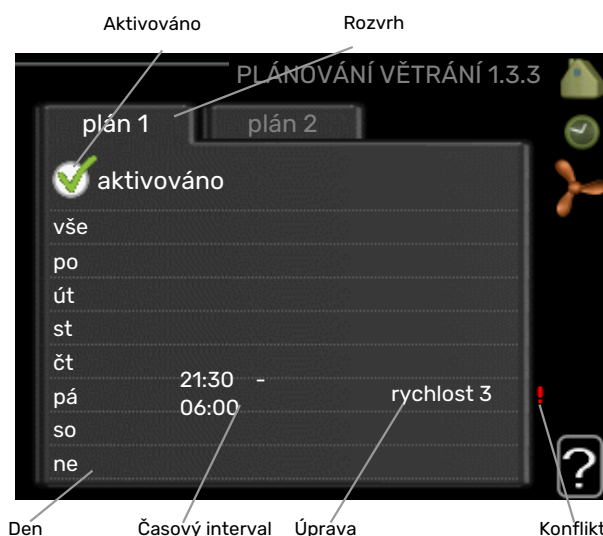 Aktivováno
Rozvrh
PLÁNOVÁNÍ VĚTRÁNÍ 1.3.3
plán 1
plán 2
aktivováno
vše
po
út
st
čt
pá
21:30 -
06:00
rychlost 3
!
so
ne
?
Den
Časový interval
Úprava
Konflikt